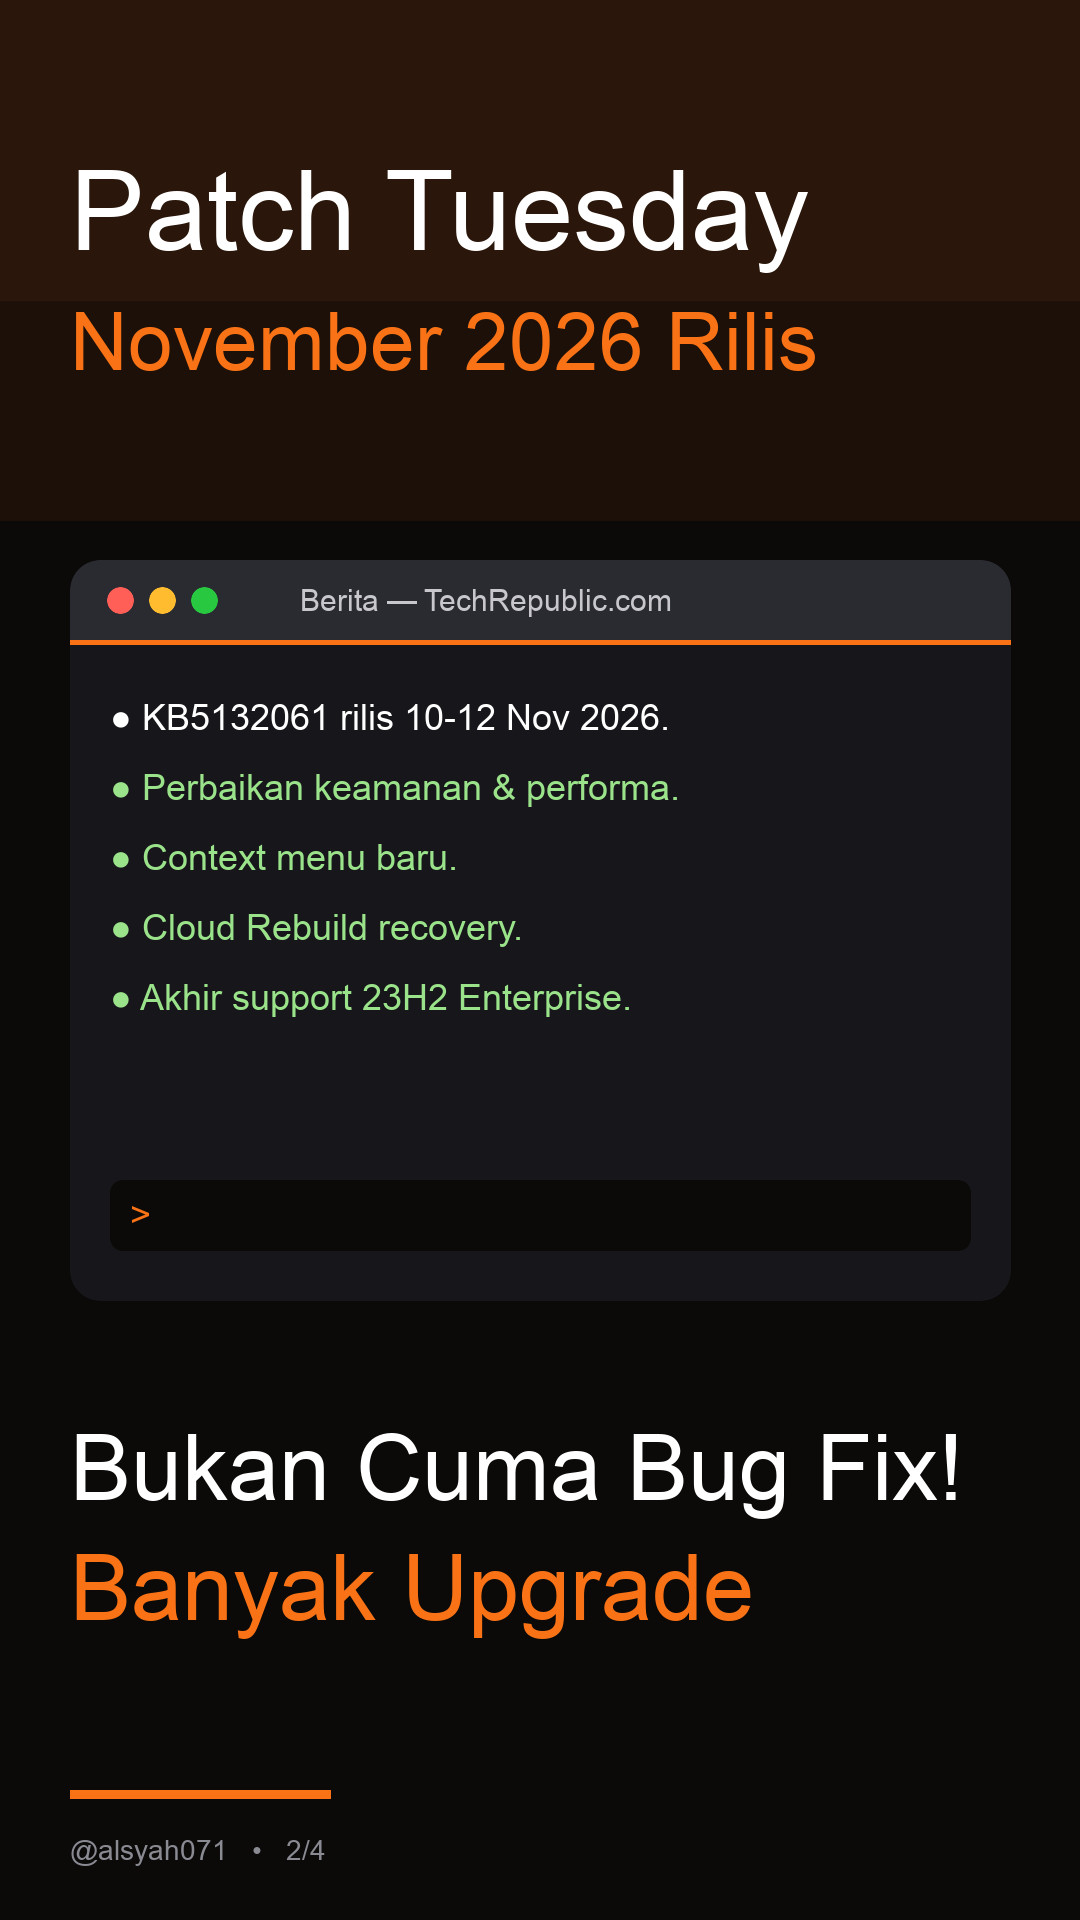 Patch Tuesday
November 2026 Rilis
Berita — TechRepublic.com
● KB5132061 rilis 10-12 Nov 2026.
● Perbaikan keamanan & performa.
● Context menu baru.
● Cloud Rebuild recovery.
● Akhir support 23H2 Enterprise.
>
Bukan Cuma Bug Fix!
Banyak Upgrade
@alsyah071 • 2/4